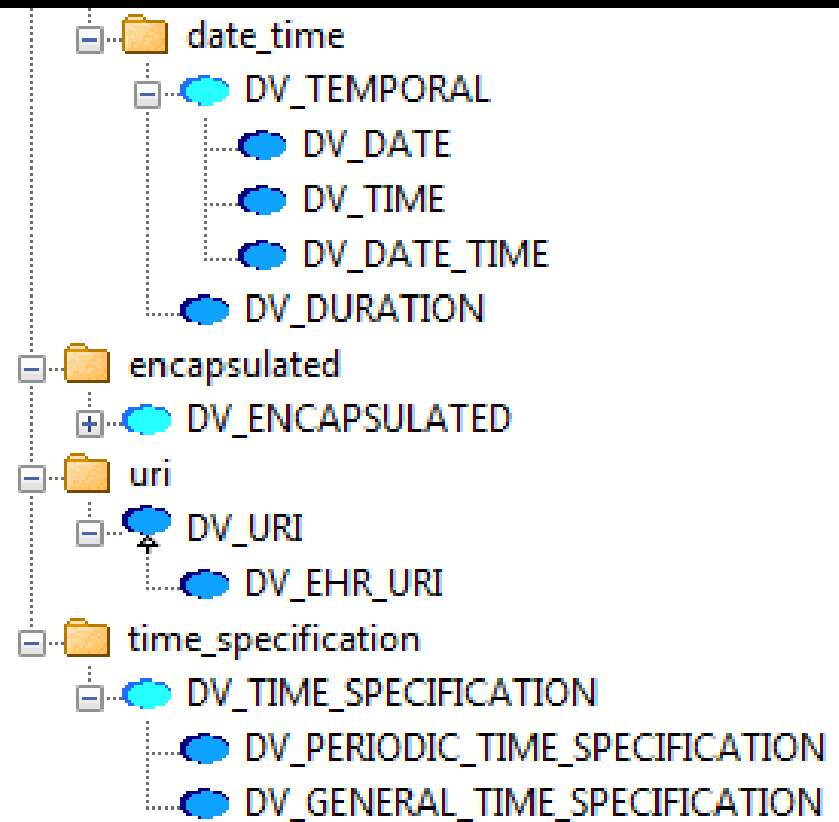 date_time
DV_TEMPORAL
DV_DATE
DV_TIME
DV_DATE_TIME
DV_DURATION
encapsulated
DV_ENCAPSULATED
uri
DV_URI
DV_EHR_URI
time_specification
DV_TIME_SPECIFICATION
DV_PERIODIC_TIME_SPECIFICATION
DV_GENERAL_TIME_SPECIFICATION